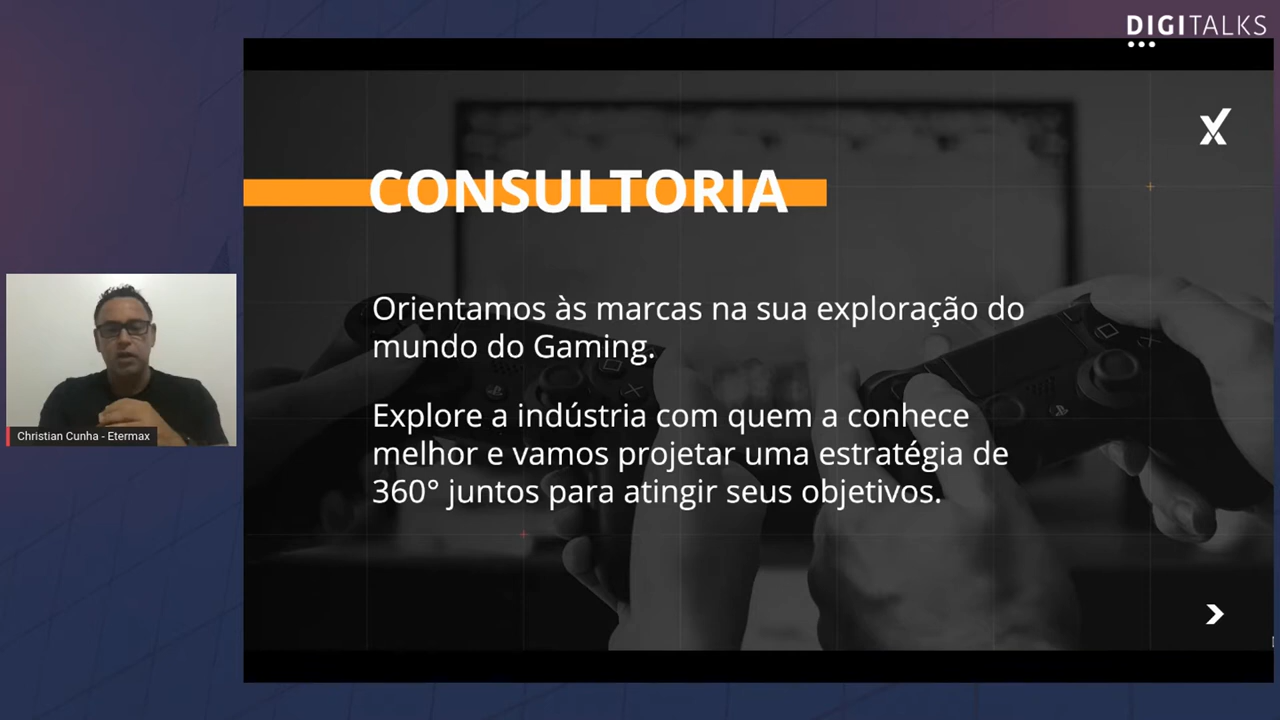 DIGITALKS
CONSULTORIA
Orientamos às marcas na sua exploração do
mundo do Gaming.
Explore a indústria com quem a conhece
melhor e vamos projetar uma estratégia de
360° juntos para atingir seus objetivos.
Christian Cunha - Etermax